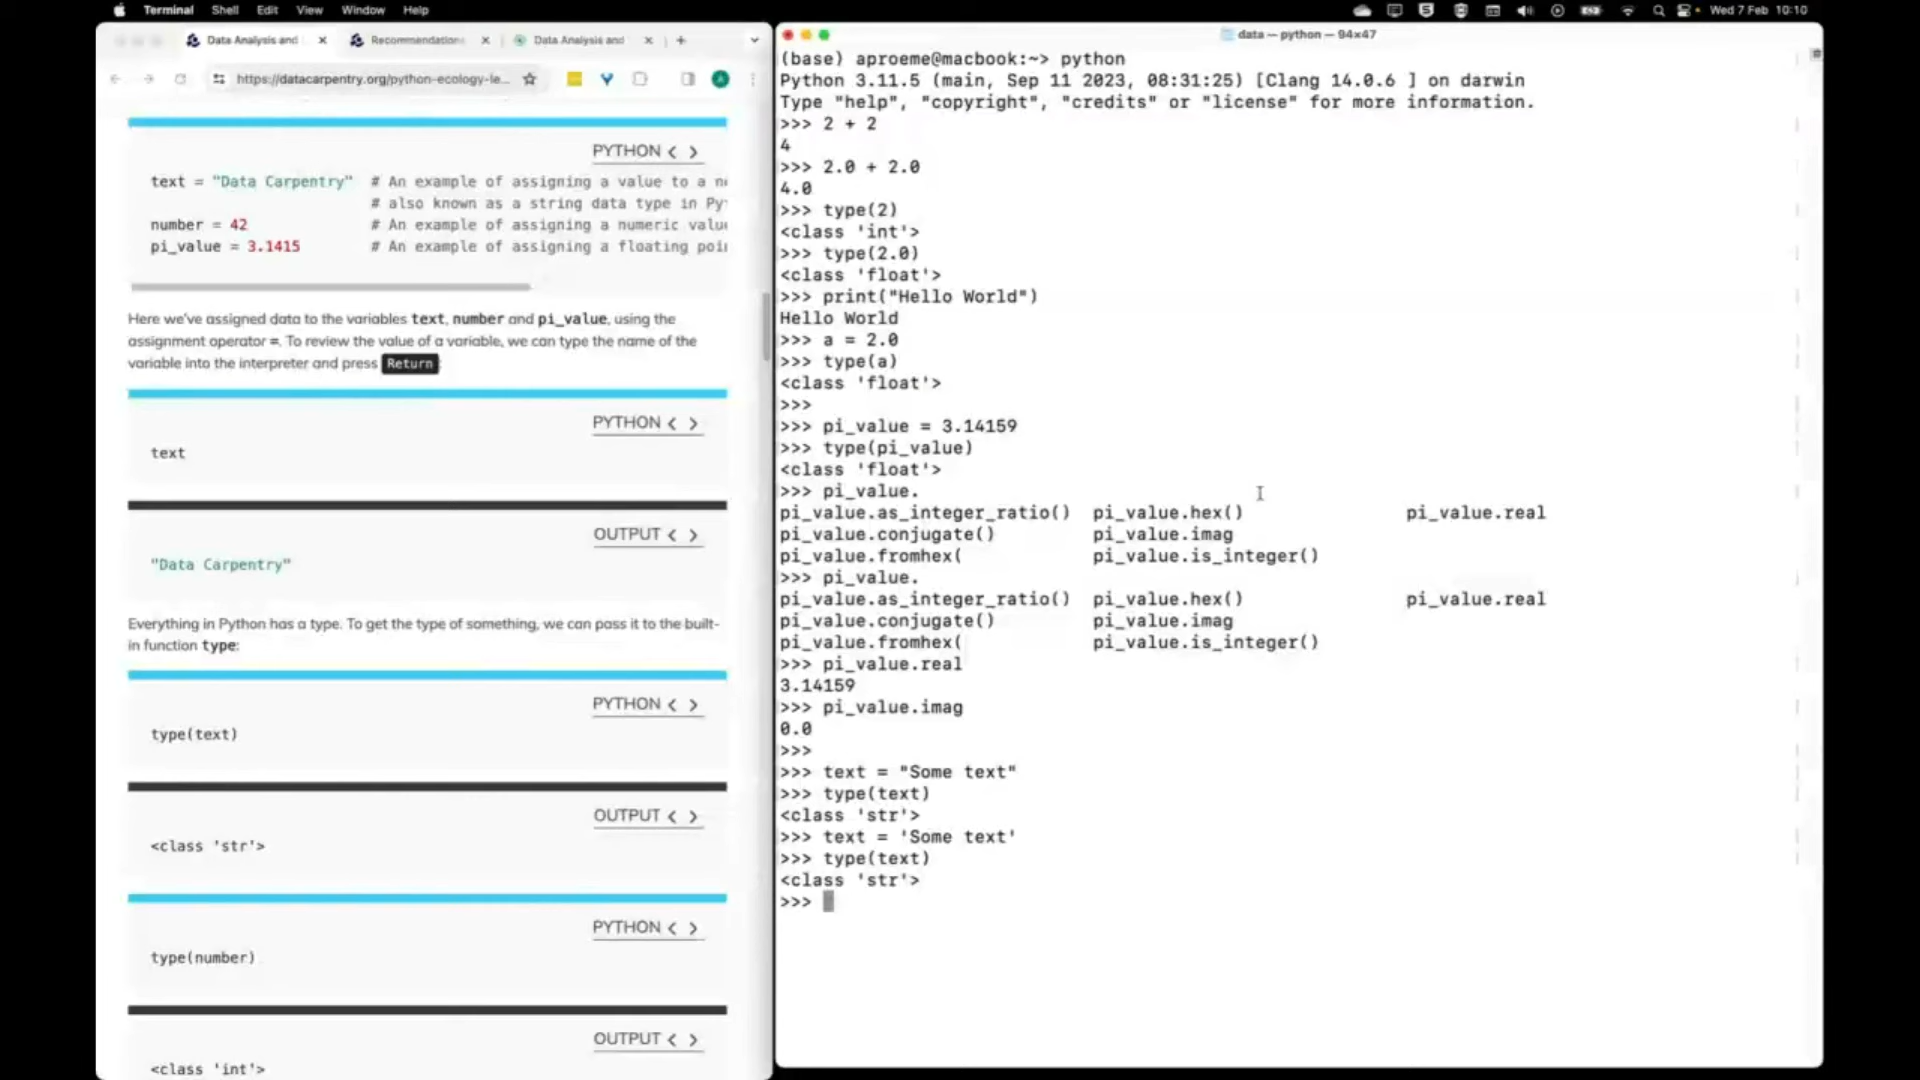 Terminal Shell Edit View Window Help
Wed 7 Feb 10:10
Data Analysis and
Recommendation
Data Analysis and
https://datacarpentry.org/python-ecology-le...
PYTHON
text = "Data Carpentry" # An example of assigning a value to a n
# also known as a string data type in Py
number = 42 # An example of assigning a numeric valu
pi_value = 3.1415 # An example of assigning a floating poi
Here we've assigned data to the variables text, number and pi_value, using the
assignment operator =. To review the value of a variable, we can type the name of the
variable into the interpreter and press Return:
PYTHON
text
OUTPUT
"Data Carpentry"
Everything in Python has a type. To get the type of something, we can pass it to the built-
in function type:
PYTHON
type(text)
OUTPUT
<class 'str'>
PYTHON
type(number)
OUTPUT
<class 'int'>
data — python — 94×47
(base) aproeme@macbook:~> python
Python 3.11.5 (main, Sep 11 2023, 08:31:25) [Clang 14.0.6 ] on darwin
Type "help", "copyright", "credits" or "license" for more information.
>>> 2 + 2
4
>>> 2.0 + 2.0
4.0
>>> type(2)
<class 'int'>
>>> type(2.0)
<class 'float'>
>>> print("Hello World")
Hello World
>>> a = 2.0
>>> type(a)
<class 'float'>
>>>
>>> pi_value = 3.14159
>>> type(pi_value)
<class 'float'>
>>> pi_value.
pi_value.as_integer_ratio() pi_value.hex() pi_value.real
pi_value.conjugate() pi_value.imag
pi_value.fromhex( pi_value.is_integer()
>>> pi_value.
pi_value.as_integer_ratio() pi_value.hex() pi_value.real
pi_value.conjugate() pi_value.imag
pi_value.fromhex( pi_value.is_integer()
>>> pi_value.real
3.14159
>>> pi_value.imag
0.0
>>>
>>> text = "Some text"
>>> type(text)
<class 'str'>
>>> text = 'Some text'
>>> type(text)
<class 'str'>
>>>